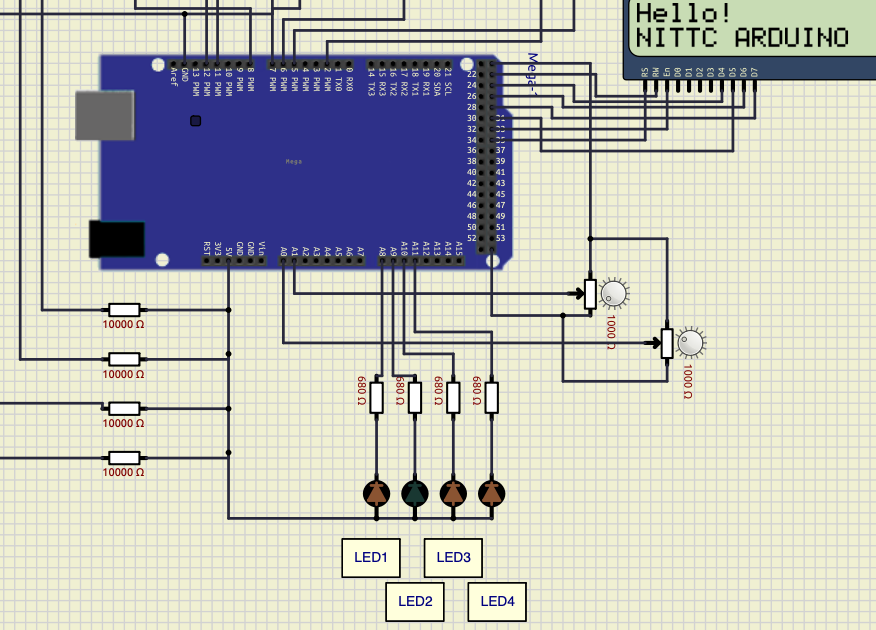 Hello!
NITTC ARDUINO
RS
RW
En
D0
D1
D2
D3
D4
D5
D6
D7
Aref
GND
13 PWM
12 PWM
11 PWM
10 PWM
9 PWM
8 PWM
7 PWM
6 PWM
5 PWM
4 PWM
3 PWM
2 PWM
1 TX0
0 RX0
14 TX3
15 RX3
16 TX2
17 RX2
18 TX1
19 RX1
20 SDA
21 SCL
Mega-1
22
24
26
28
30 31
32 33
34 35
36 37
38 39
40 41
42 43
44 45
46 47
48 49
50 51
52 53
Mega
RST
3V3
5V
GND
GND
Vin
A0
A1
A2
A3
A4
A5
A6
A7
A8
A9
A10
A11
A12
A13
A14
A15
10000 Ω
10000 Ω
10000 Ω
10000 Ω
1000 Ω
1000 Ω
680 Ω
680 Ω
680 Ω
680 Ω
LED1
LED3
LED2
LED4